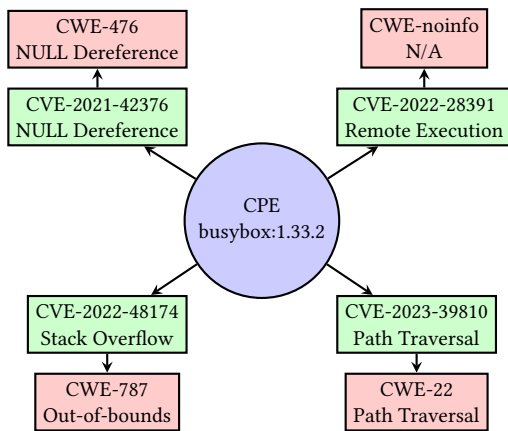 CWE-476
NULL Dereference
CWE-noinfo
N/A
CVE-2021-42376
NULL Dereference
CVE-2022-28391
Remote Execution
CPE
busybox:1.33.2
CVE-2022-48174
Stack Overflow
CVE-2023-39810
Path Traversal
CWE-787
Out-of-bounds
CWE-22
Path Traversal